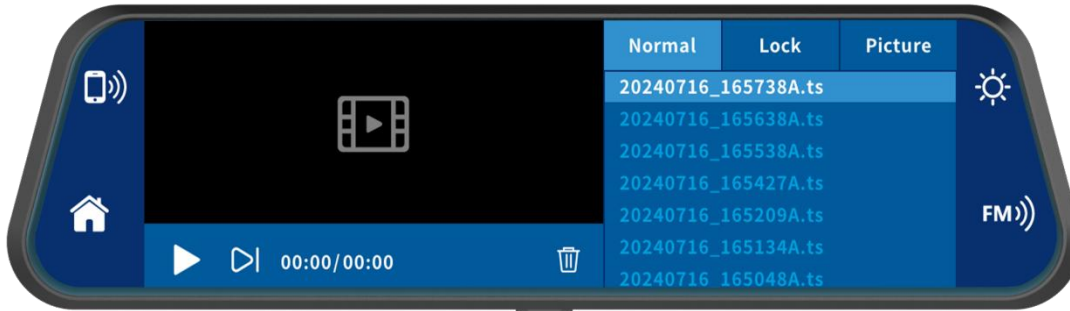 Normal Lock Picture
20240716_165738A.ts
20240716_165638A.ts
20240716_165538A.ts
20240716_165427A.ts
20240716_165209A.ts
FM
20240716_165134A.ts
00:00/00:00
20240716_165048A.ts